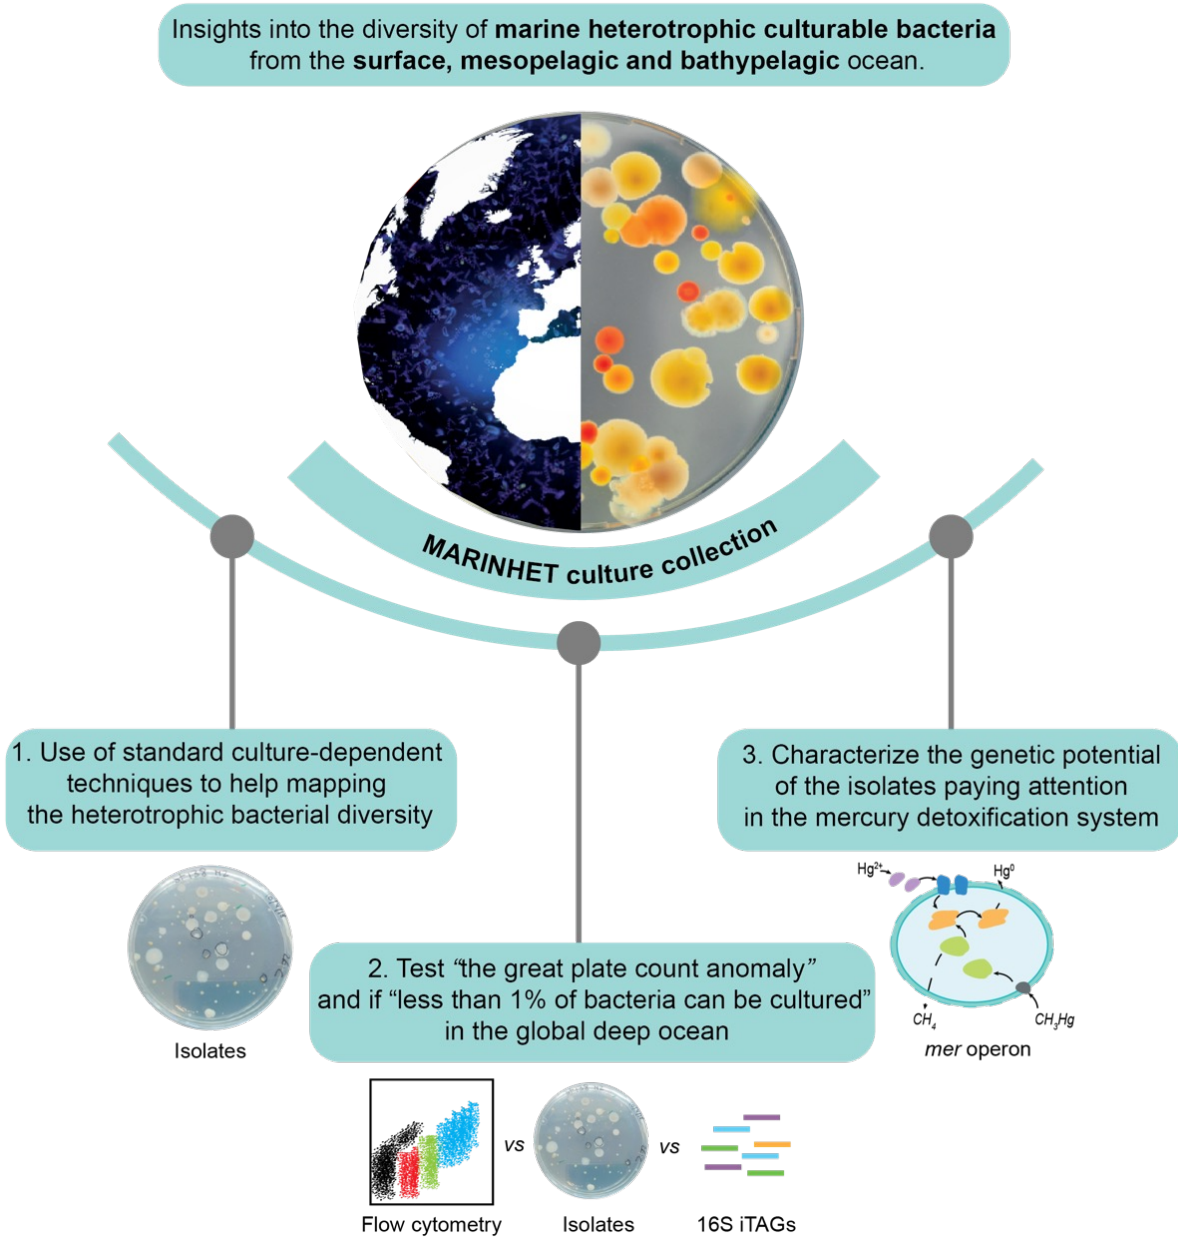 Insights into the diversity of marine heterotrophic culturable bacteria
from the surface, mesopelagic and bathypelagic ocean.
MARINHET culture collection
1. Use of standard culture-dependent
techniques to help mapping
the heterotrophic bacterial diversity
Isolates
2. Test “the great plate count anomaly”
and if “less than 1% of bacteria can be cultured”
in the global deep ocean
Flow cytometry
vs
Isolates
vs
16S iTAGs
3. Characterize the genetic potential
of the isolates paying attention
in the mercury detoxification system
Hg²⁺
Hg⁰
CH₄
CH₃Hg
mer operon